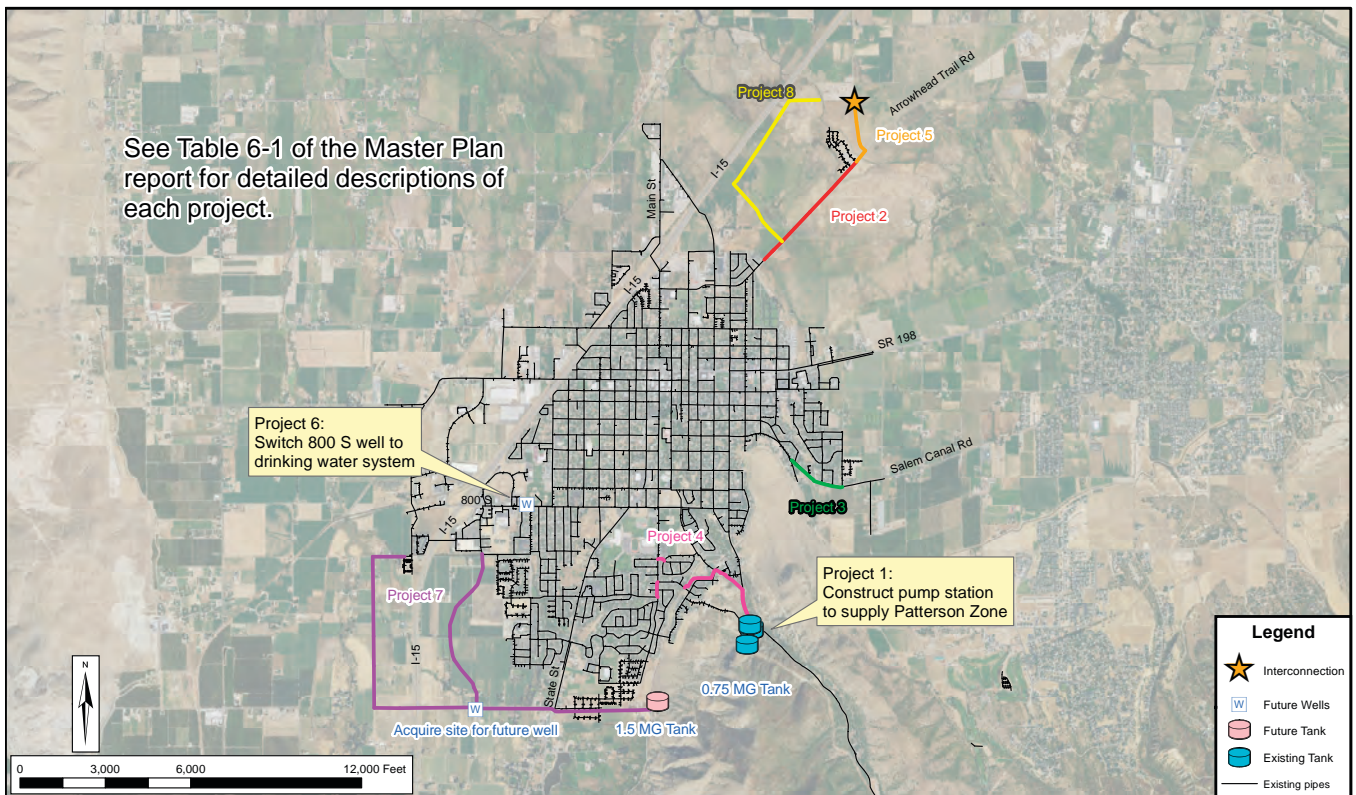 See Table 6-1 of the Master Plan
report for detailed descriptions of
each project.
Project 8
Arrowhead Trail Rd
Project 5
I-15
Main St
Project 2
I-15
SR 198
Project 6:
Switch 800 S well to
drinking water system
Salem Canal Rd
800 S
W
Project 3
I-15
Project 4
Project 1:
Construct pump station
to supply Patterson Zone
Project 7
I-15
State St
0.75 MG Tank
W
Acquire site for future well
1.5 MG Tank
N
0 3,000 6,000 12,000 Feet
Legend
Interconnection
W Future Wells
Future Tank
Existing Tank
Existing pipes